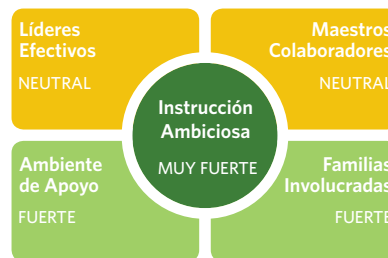 Líderes
Efectivos
NEUTRAL
Maestros
Colaboradores
NEUTRAL
Instrucción
Ambiciosa
MUY FUERTE
Ambiente
de Apoyo
FUERTE
Familias
Involucradas
FUERTE